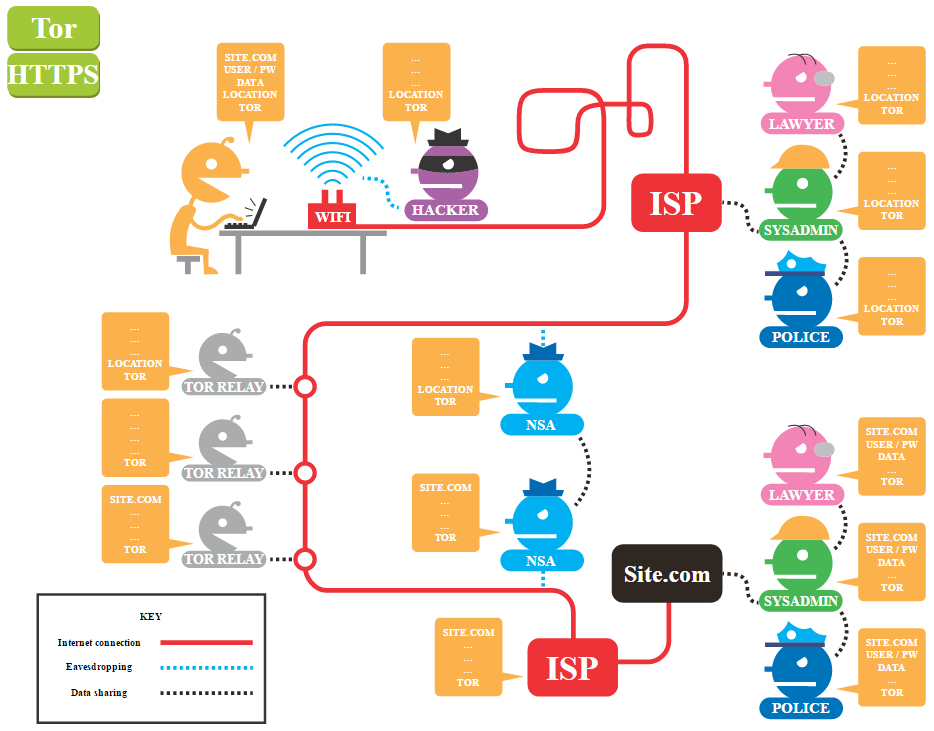 Tor
HTTPS
SITE.COM
USER / PW
DATA
LOCATION
TOR
...
...
...
LOCATION
TOR
WIFI
HACKER
ISP
LAWYER
...
...
...
LOCATION
TOR
SYSADMIN
...
...
...
LOCATION
TOR
POLICE
...
...
...
LOCATION
TOR
...
...
...
LOCATION
TOR
TOR RELAY
...
...
...
...
TOR
TOR RELAY
SITE.COM
...
...
...
TOR
TOR RELAY
...
...
...
LOCATION
TOR
NSA
SITE.COM
...
...
...
TOR
NSA
LAWYER
SITE.COM
USER / PW
DATA
...
TOR
Site.com
SYSADMIN
SITE.COM
USER / PW
DATA
...
TOR
POLICE
SITE.COM
USER / PW
DATA
...
TOR
SITE.COM
...
...
...
TOR
ISP
KEY
Internet connection
Eavesdropping
Data sharing